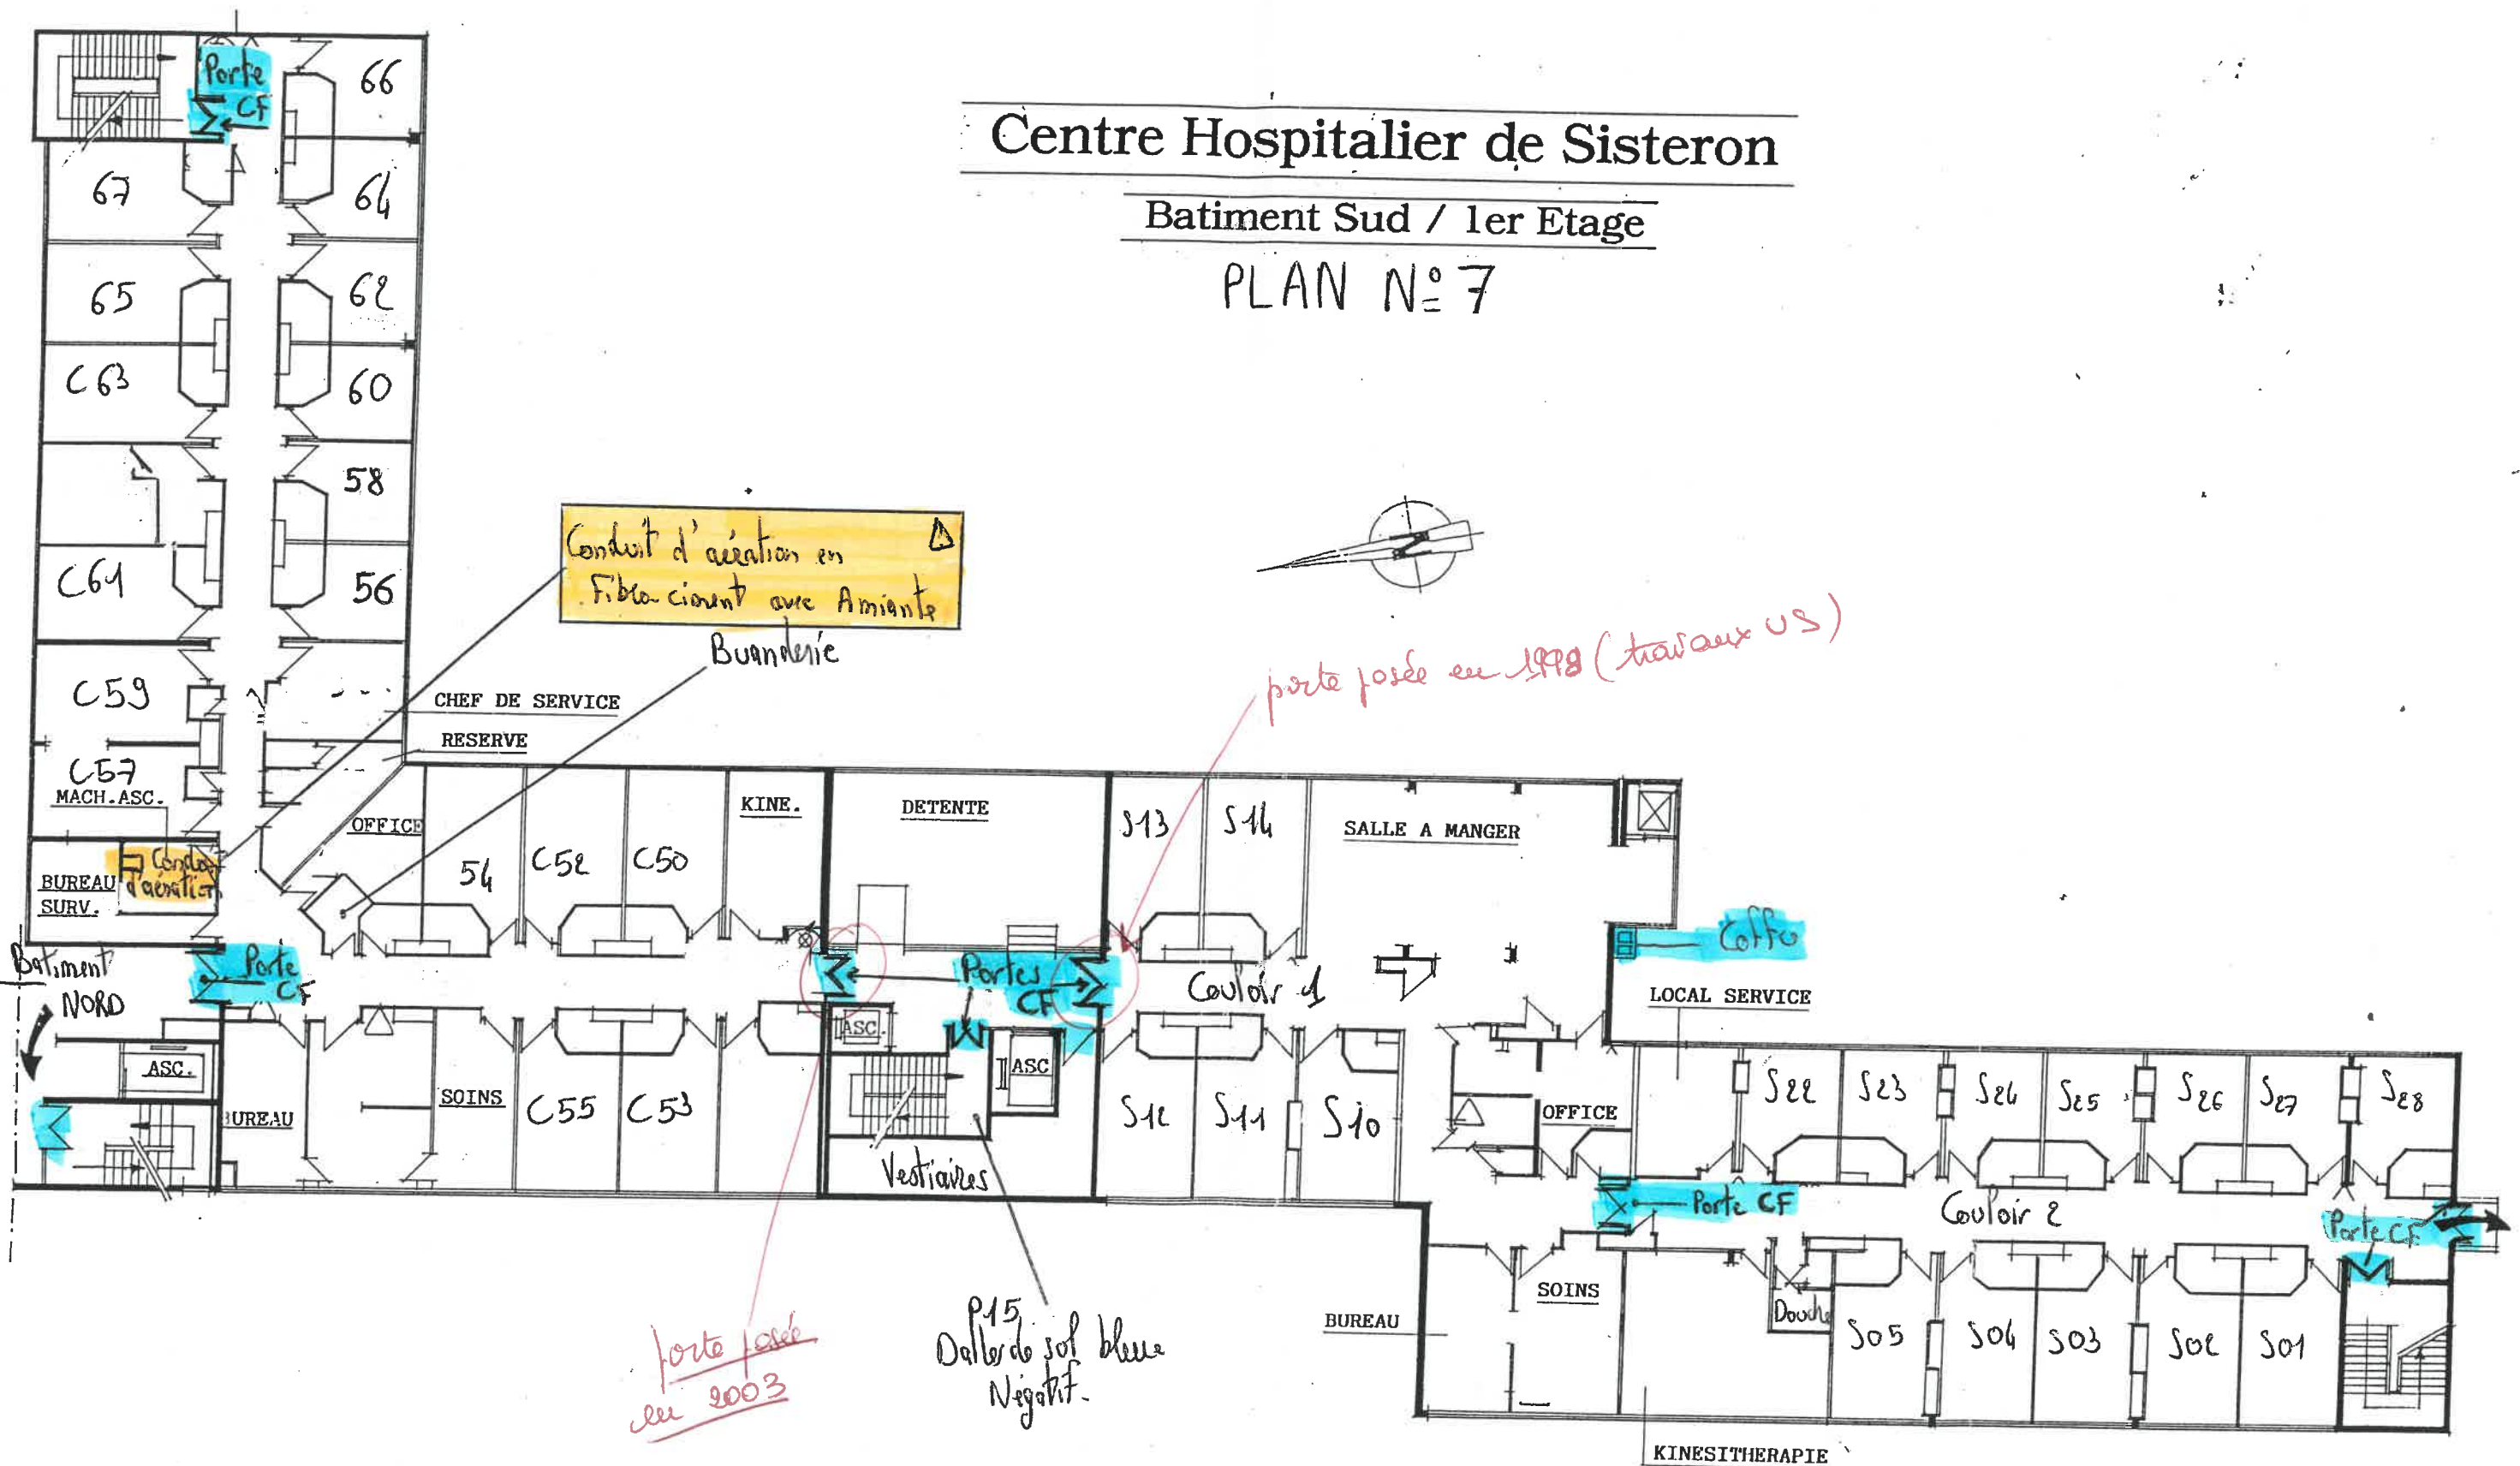 Centre Hospitalier de Sisteron
Batiment Sud / 1er Etage
PLAN Nº 7
Porte
CF
66
67
64
65
62
C63
60
58
C61
56
Conduit d'aération en
Fibro-ciment avec Amiante
Buanderie
porte posée en 1998 (travaux US)
C59
CHEF DE SERVICE
RESERVE
C57
MACH.ASC.
OFFICE
54
C52
C50
KINE.
DETENTE
S13
S14
SALLE A MANGER
BUREAU
SURV.
d'aération
Batiment
NORD
Porte
CF
Portes
CF
Couloir 1
Coffre
LOCAL SERVICE
ASC.
BUREAU
SOINS
C55
C53
ASC.
ASC
Vestiaires
S12
S11
S10
OFFICE
S22
S23
S24
S25
S26
S27
S28
Porte CF
Couloir 2
Porte CF
P15
Dalles de sol bleue
Négatif.
porte posée
en 2003
BUREAU
SOINS
Douche
S05
S04
S03
S02
S01
KINESITHERAPIE